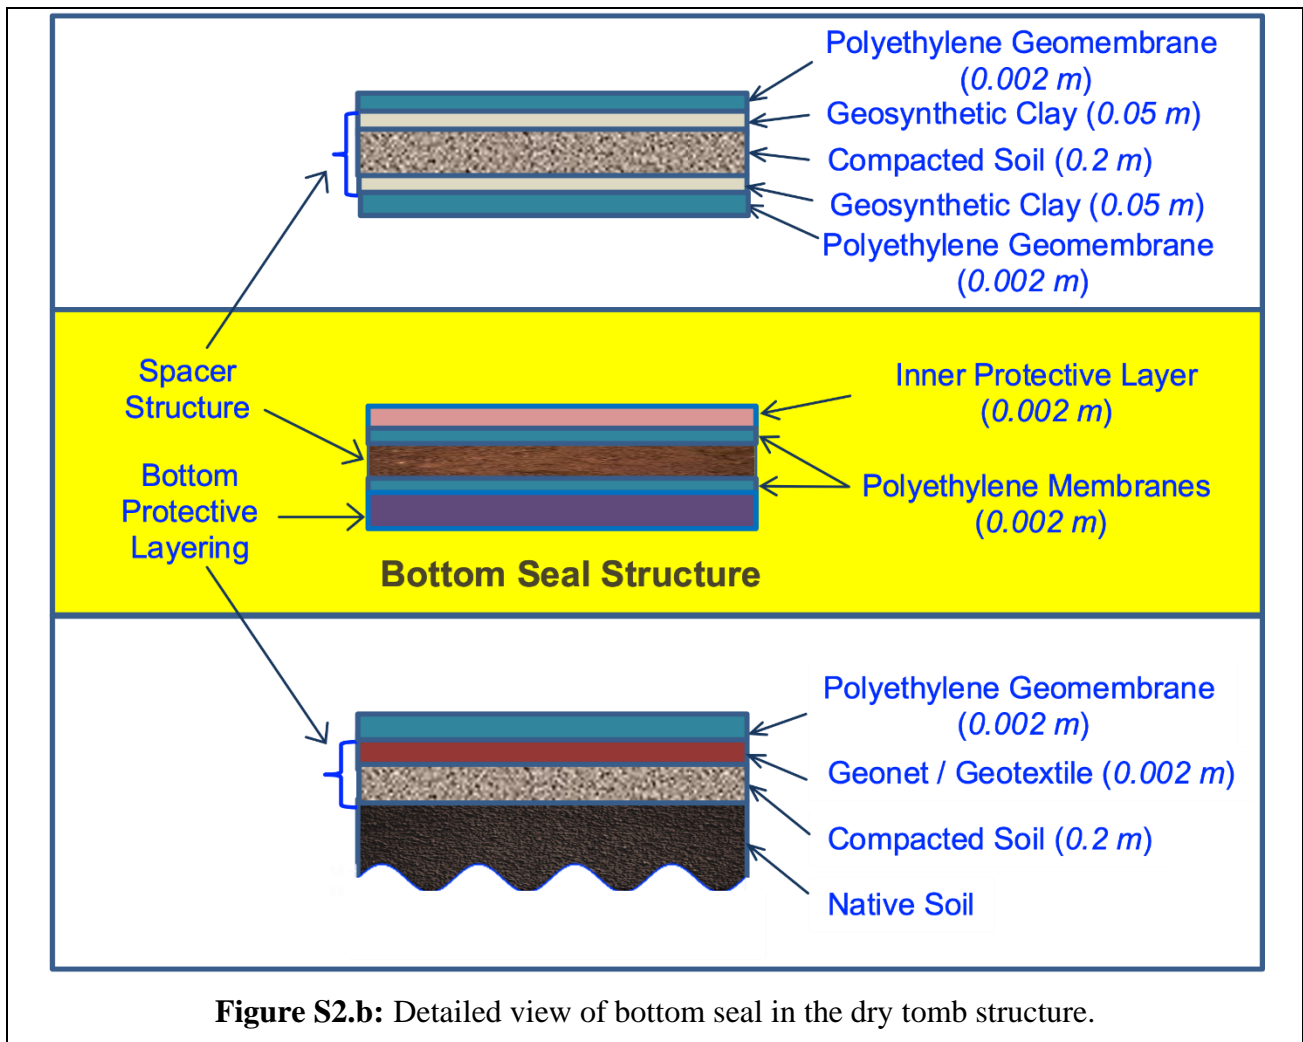 Polyethylene Geomembrane
(0.002 m)
Geosynthetic Clay (0.05 m)
Compacted Soil (0.2 m)
Geosynthetic Clay (0.05 m)
Polyethylene Geomembrane
(0.002 m)
Spacer
Structure
Inner Protective Layer
(0.002 m)
Bottom
Protective
Layering
Polyethylene Membranes
(0.002 m)
Bottom Seal Structure
Polyethylene Geomembrane
(0.002 m)
Geonet / Geotextile (0.002 m)
Compacted Soil (0.2 m)
Native Soil
Figure S2.b: Detailed view of bottom seal in the dry tomb structure.